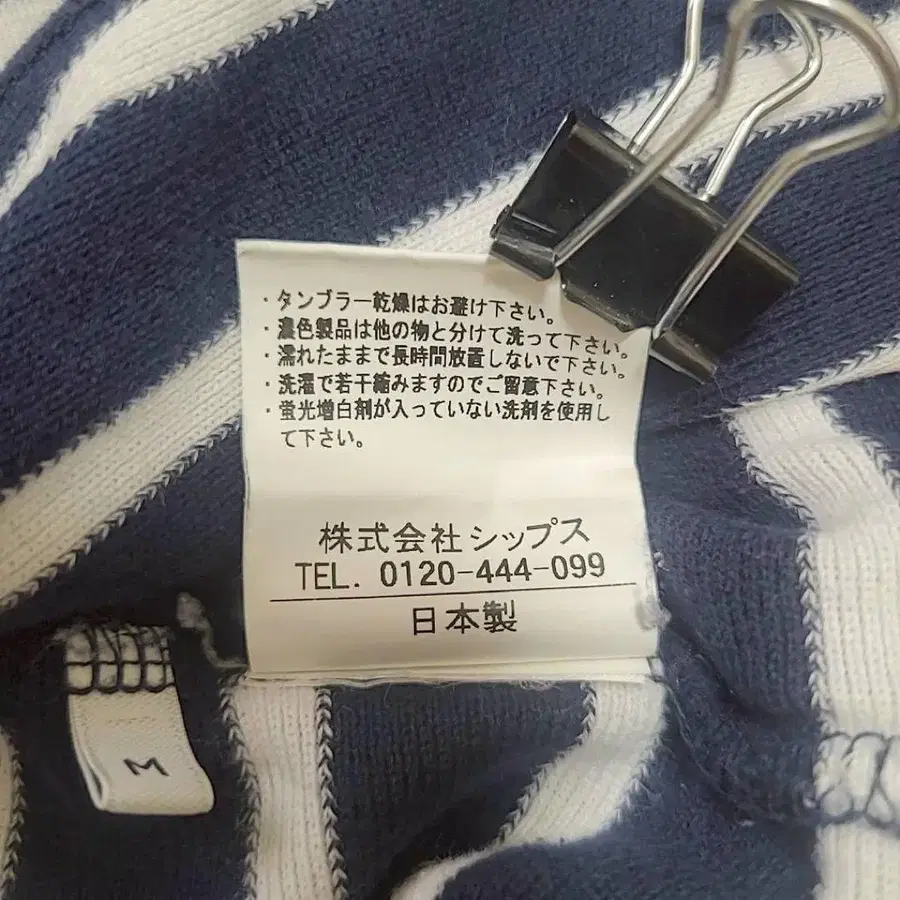 ・タンブラー乾燥はお避け下さい。
・濃色製品は他の物と分けて洗って下さい。
・濡れたままで長時間放置しないで下さい。
・洗濯で若干縮みますのでご留意下さい。
・蛍光増白剤が入っていない洗剤を使用し
て下さい。
株式会社シップス
TEL. 0120-444-099
日本製
M